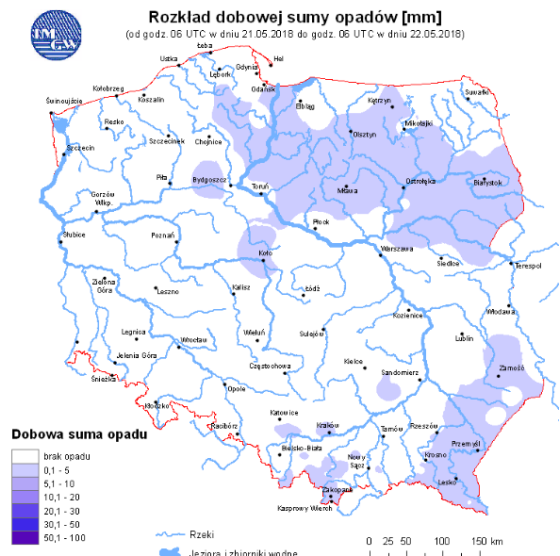 IM
GW
Rozkład dobowej sumy opadów [mm]
(od godz. 06 UTC w dniu 21.05.2018 do godz. 06 UTC w dniu 22.05.2018)
Łeba
Hel
Ustka
Gdynia
Lębork
Gdańsk
Kołobrzeg
Koszalin
Elbląg
Kętrzyn
Suwałki
Świnoujście
Resko
Mikołajki
Szczecinek
Chojnice
Olsztyn
Szczecin
Piła
Bydgoszcz
Toruń
Mława
Ostrołęka
Białystok
Gorzów
Wlkp.
Płock
Słubice
Poznań
Warszawa
Koło
Siedlce
Terespol
Zielona
Góra
Leszno
Kalisz
Łódź
Kozienice
Włodawa
Legnica
Wrocław
Wieluń
Sulejów
Lublin
Jelenia Góra
Śnieżka
Kielce
Częstochowa
Sandomierz
Zamość
Opole
Kłodzko
Katowice
Racibórz
Kraków
Tarnów
Rzeszów
Przemyśl
Bielsko-Biała
Nowy
Sącz
Krosno
Lesko
Zakopane
Kasprowy Wierch
Dobowa suma opadu
brak opadu
0,1 - 5
5,1 - 10
10,1 - 20
20,1 - 30
30,1 - 50
50,1 - 100
Rzeki
Jeziora i zbiorniki wodne
0 25 50 100 150 km